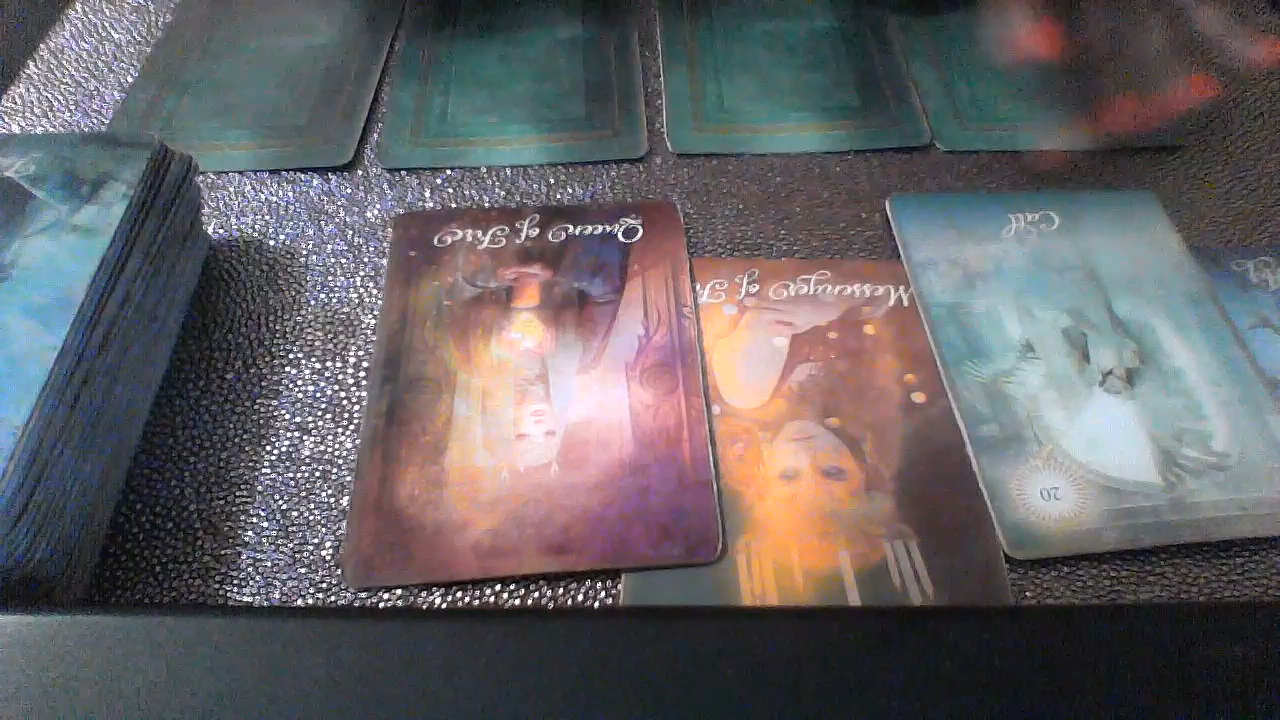 Queen of Fire
Messenger of
Call
20